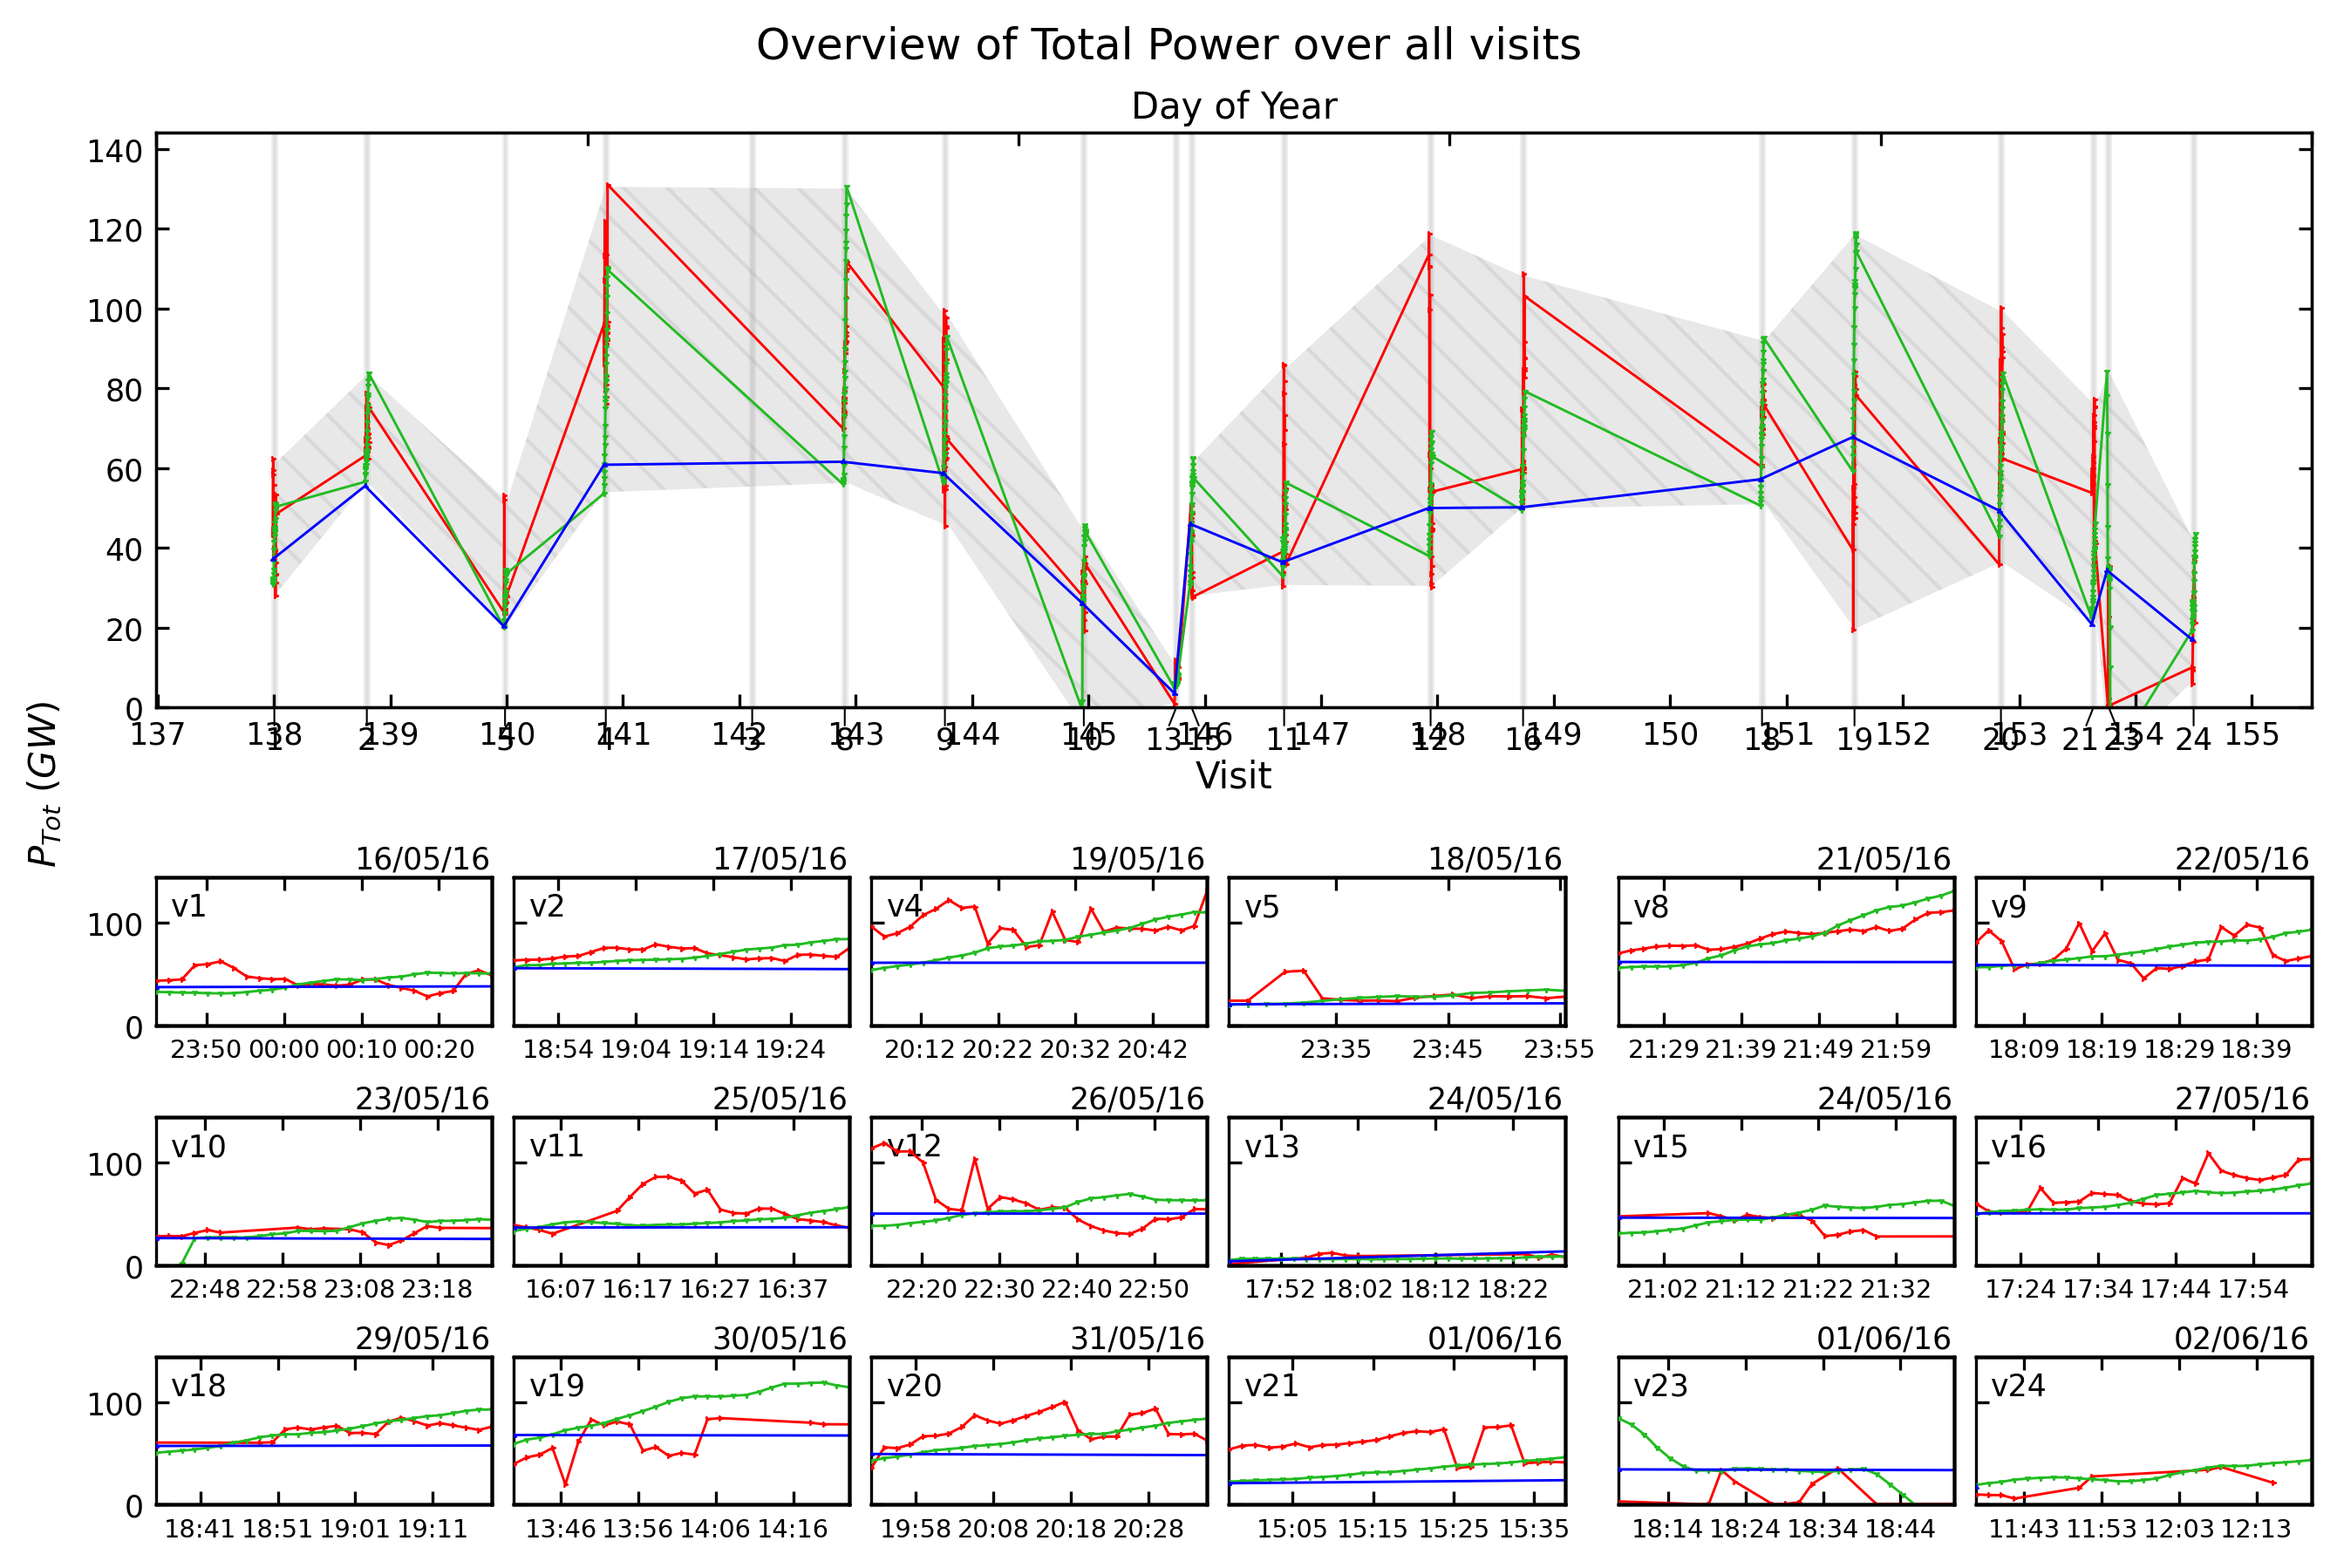 Overview of Total Power over all visits
Day of Year
140
120
100
80
60
40
20
0
137 138 139 140 141 142 143 144 145 146 147 148 149 150 151 152 153 154 155
1 2 5 4 8 9 10 13 15 11 12 16 18 19 20 21 23 24
Visit
P_Tot (GW)
16/05/16 17/05/16 19/05/16 18/05/16 21/05/16 22/05/16
v1 v2 v4 v5 v8 v9
100
0
23:50 00:00 00:10 00:20 18:54 19:04 19:14 19:24 20:12 20:22 20:32 20:42 23:35 23:45 23:55 21:29 21:39 21:49 21:59 18:09 18:19 18:29 18:39
23/05/16 25/05/16 26/05/16 24/05/16 24/05/16 27/05/16
v10 v11 v12 v13 v15 v16
100
0
22:48 22:58 23:08 23:18 16:07 16:17 16:27 16:37 22:20 22:30 22:40 22:50 17:52 18:02 18:12 18:22 21:02 21:12 21:22 21:32 17:24 17:34 17:44 17:54
29/05/16 30/05/16 31/05/16 01/06/16 01/06/16 02/06/16
v18 v19 v20 v21 v23 v24
100
0
18:41 18:51 19:01 19:11 13:46 13:56 14:06 14:16 19:58 20:08 20:18 20:28 15:05 15:15 15:25 15:35 18:14 18:24 18:34 18:44 11:43 11:53 12:03 12:13